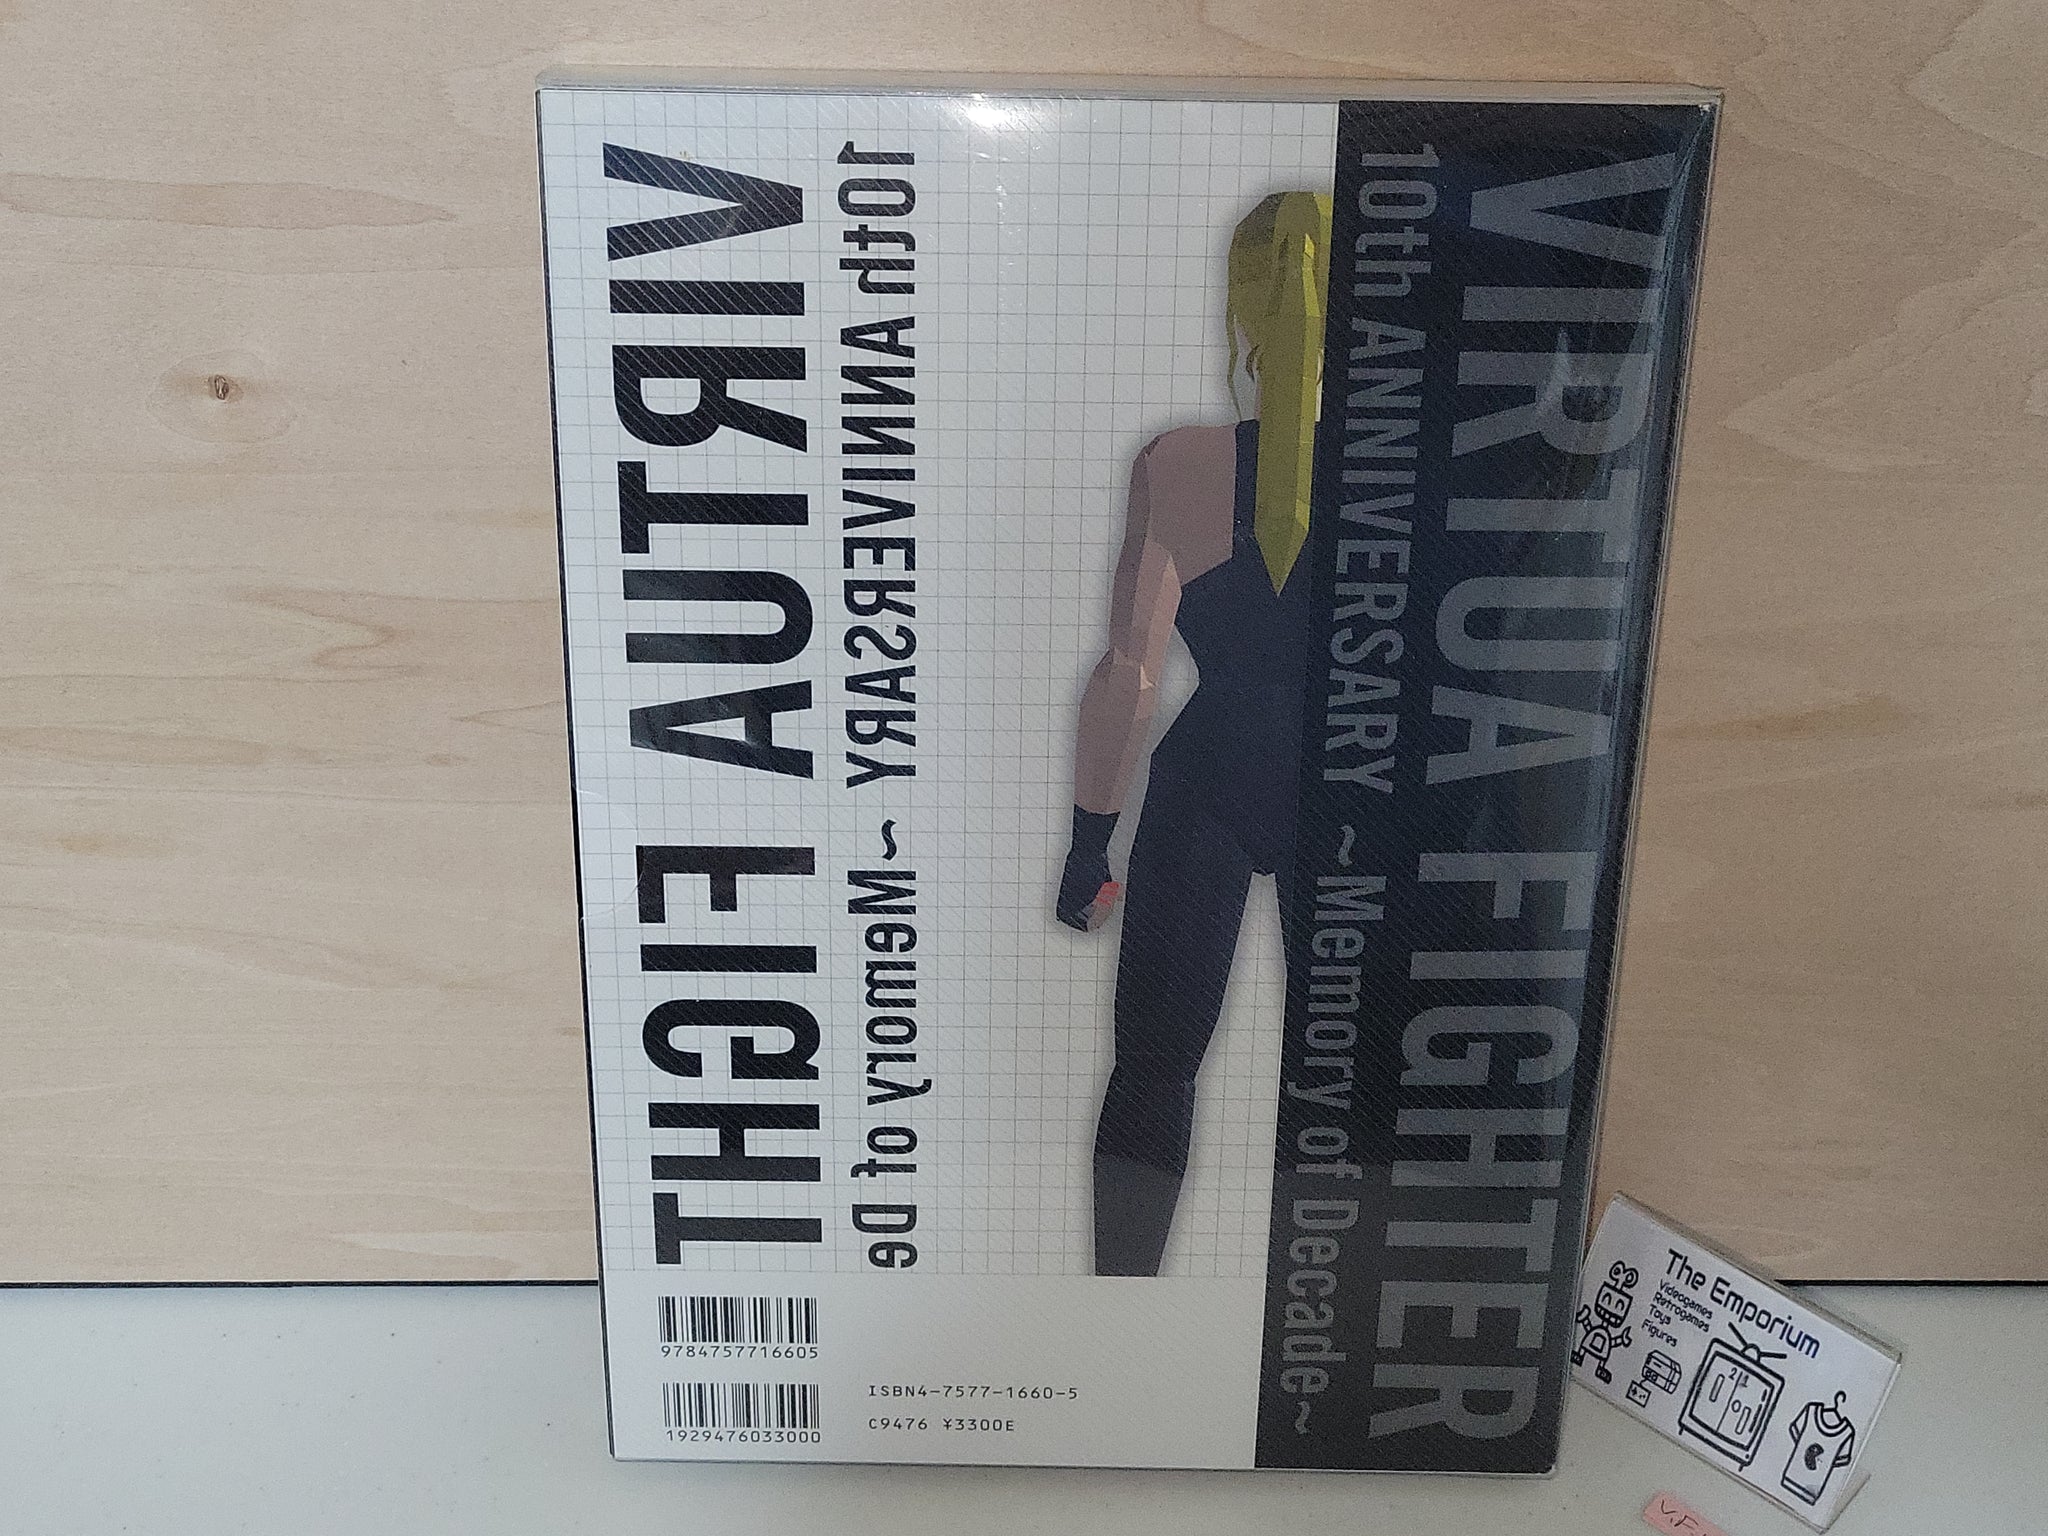 VIRTUA FIGHT
10th ANNIVERSARY ~Memory of De
10th ANNIVERSARY ~Memory of Decade~
VIRTUA FIGHTER
9784757716605
1929476033000
ISBN4-7577-1660-5
C9476 ¥3300E
The Emporium
Videogames
Retrogames
Toys
Figures
V.F.